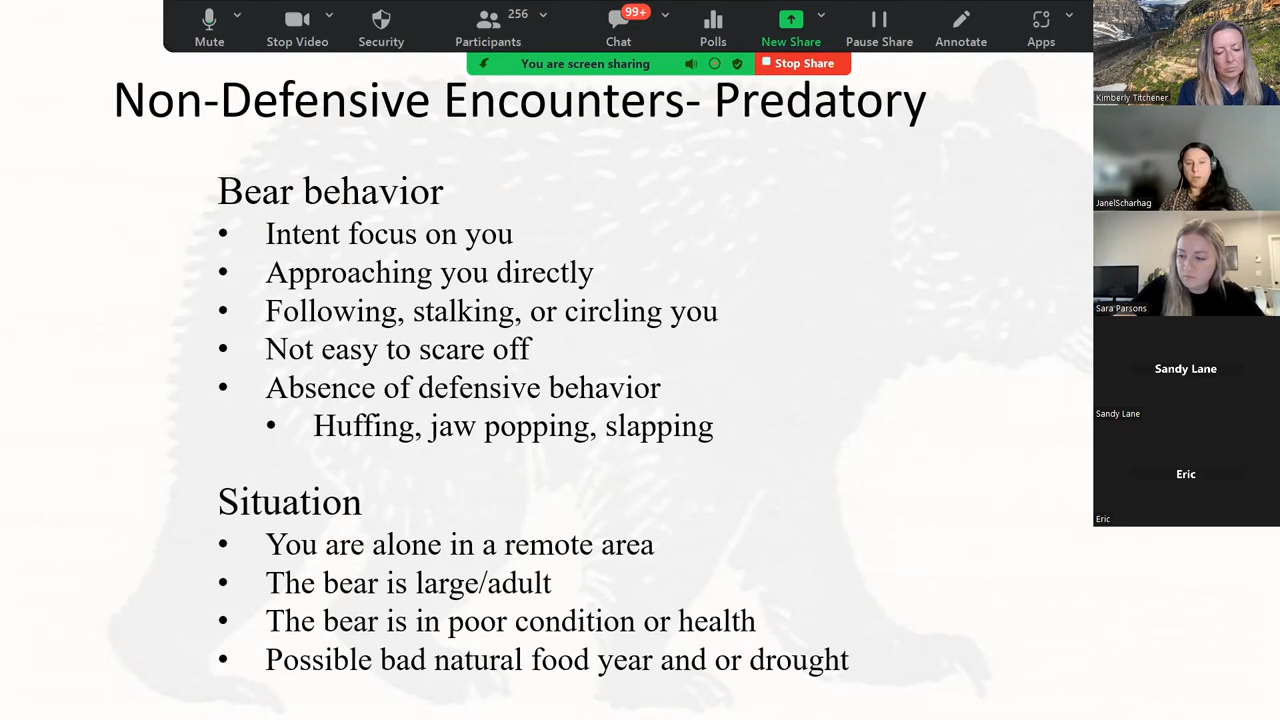 256
99+
Mute
Stop Video
Security
Participants
Chat
Polls
New Share
Pause Share
Annotate
Apps
You are screen sharing
Stop Share
Non-Defensive Encounters- Predatory
Bear behavior
• Intent focus on you
• Approaching you directly
• Following, stalking, or circling you
• Not easy to scare off
• Absence of defensive behavior
• Huffing, jaw popping, slapping
Situation
• You are alone in a remote area
• The bear is large/adult
• The bear is in poor condition or health
• Possible bad natural food year and or drought
Kimberly Titchener
JanelScharhag
Sara Parsons
Sandy Lane
Sandy Lane
Eric
Eric